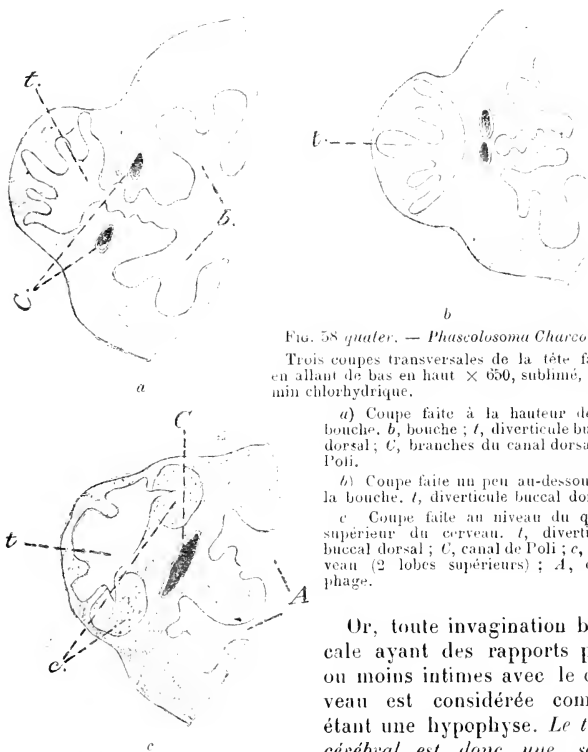 t.
C
b.
a
t
b
FIG. 58 quater. — Phascolosoma Charco
Trois coupes transversales de la tête fa
en allant de bas en haut × 650, sublimé,
min chlorhydrique.
a) Coupe faite à la hauteur de
bouche. b, bouche ; t, diverticule bu
dorsal ; C, branches du canal dorsa
Poli.
b) Coupe faite un peu au-dessou
la bouche. t, diverticule buccal dor
c Coupe faite au niveau du q
supérieur du cerveau. t, diverti
buccal dorsal ; C, canal de Poli ; c,
veau (2 lobes supérieurs) ; A,
phage.
C
t
A
c.
c
Or, toute invagination b
cale ayant des rapports p
ou moins intimes avec le c
veau est considérée com
étant une hypophyse. Le t
cérébral est donc une